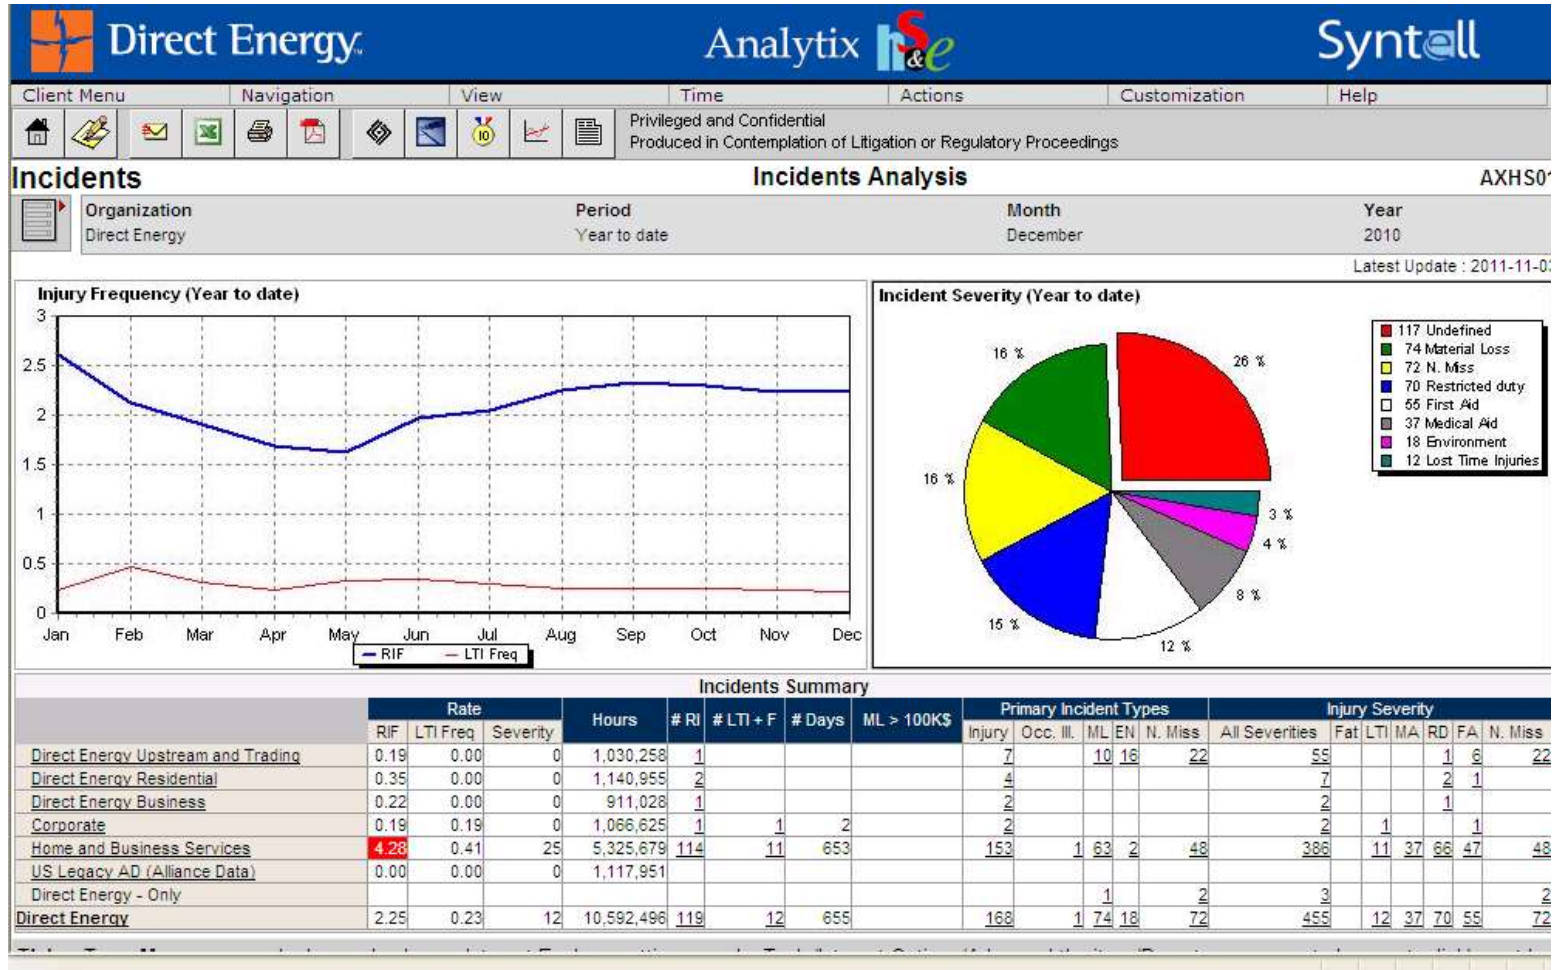 Direct Energy
Analytix hS&e
Syntell
Client Menu Navigation View Time Actions Customization Help
10
Privileged and Confidential
Produced in Contemplation of Litigation or Regulatory Proceedings
Incidents
Incidents Analysis
AXHS01
Organization Period Month Year
Direct Energy Year to date December 2010
Latest Update : 2011-11-03
Injury Frequency (Year to date)
3
2.5
2
1.5
1
0.5
0
Jan Feb Mar Apr May Jun Jul Aug Sep Oct Nov Dec
RIF LTI Freq
Incident Severity (Year to date)
16 %
26 %
16 %
3 %
4 %
8 %
15 %
12 %
117 Undefined
74 Material Loss
72 N. Miss
70 Restricted duty
55 First Aid
37 Medical Aid
18 Environment
12 Lost Time Injuries
Incidents Summary
Rate Hours # RI # LTI + F # Days ML > 100K$ Primary Incident Types Injury Severity
RIF LTI Freq Severity Injury Occ. Ill. ML EN N. Miss All Severities Fat LTI MA RD FA N. Miss
Direct Energy Upstream and Trading 0.19 0.00 0 1,030,258 1 7 10 16 22 55 1 6 22
Direct Energy Residential 0.35 0.00 0 1,140,955 2 4 7 2 1
Direct Energy Business 0.22 0.00 0 911,028 1 2 2 1
Corporate 0.19 0.19 0 1,066,625 1 1 2 2 2 1 1
Home and Business Services 4.28 0.41 25 5,325,679 114 11 653 153 1 63 2 48 386 11 37 66 47 48
US Legacy AD (Alliance Data) 0.00 0.00 0 1,117,951
Direct Energy - Only 1 2 3 2
Direct Energy 2.25 0.23 12 10,592,496 119 12 655 168 1 74 18 72 455 12 37 70 55 72